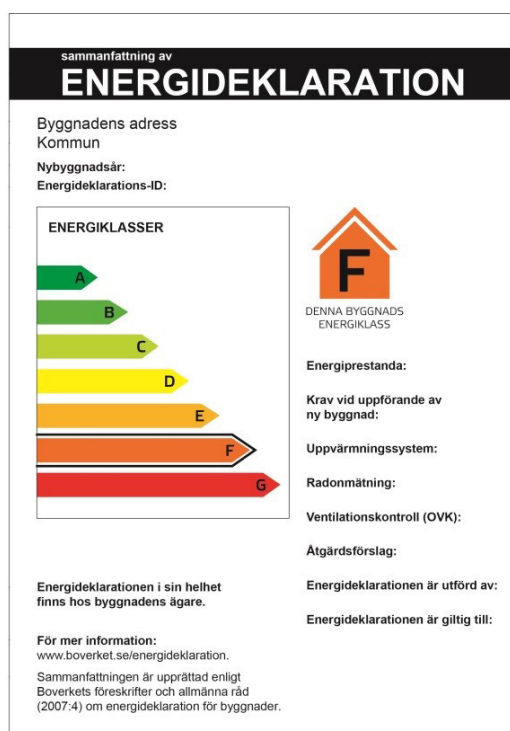 sammanfattning av
ENERGIDEKLARATION
Byggnadens adress
Kommun
Nybyggnadsår:
Energideklarations-ID:
ENERGIKLASSER
A
B
C
D
E
F
G
F
DENNA BYGGNADS
ENERGIKLASS
Energiprestanda:
Krav vid uppförande av
ny byggnad:
Uppvärmningssystem:
Radonmätning:
Ventilationskontroll (OVK):
Åtgärdsförslag:
Energideklarationen är utförd av:
Energideklarationen är giltig till:
Energideklarationen i sin helhet
finns hos byggnadens ägare.
För mer information:
www.boverket.se/energideklaration.
Sammanfattningen är upprättad enligt
Boverkets föreskrifter och allmänna råd
(2007:4) om energideklaration för byggnader.